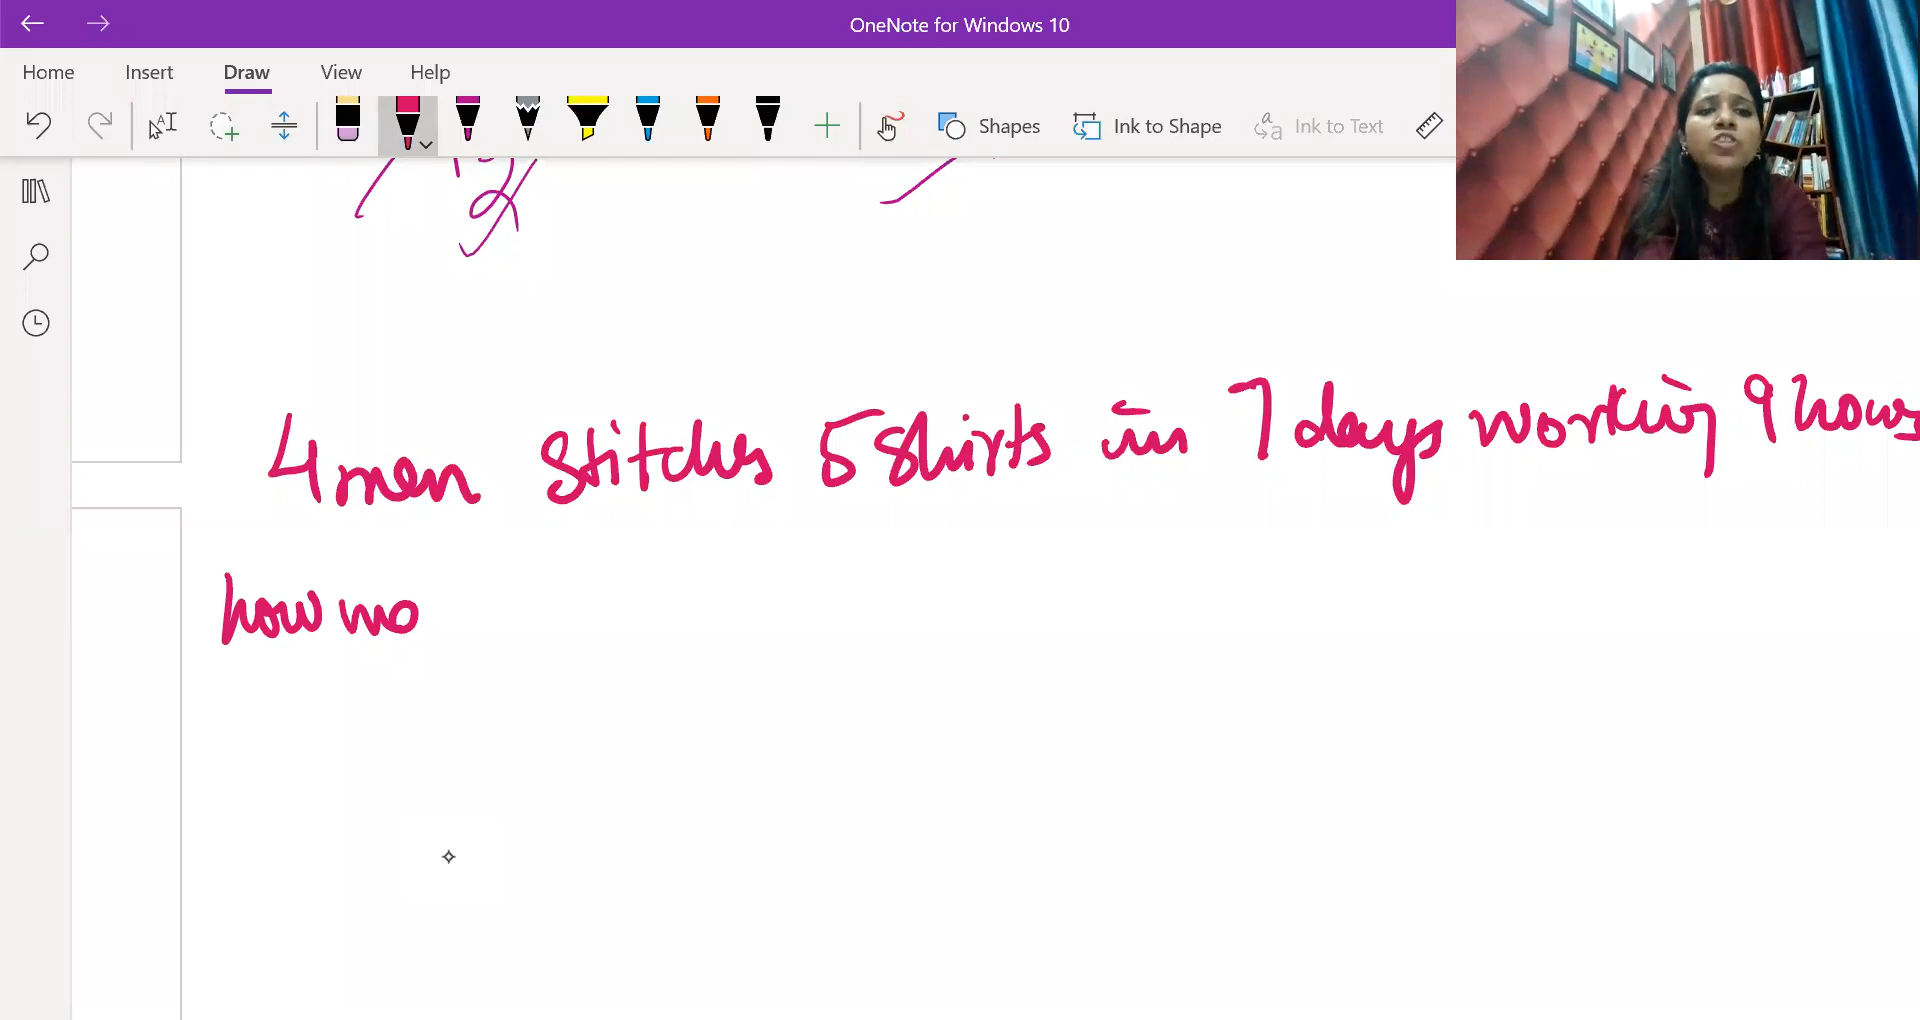 OneNote for Windows 10
Home Insert Draw View Help
Shapes Ink to Shape Ink to Text
4 men stitches 5 shirts in 7 days working 9 hours
how mo